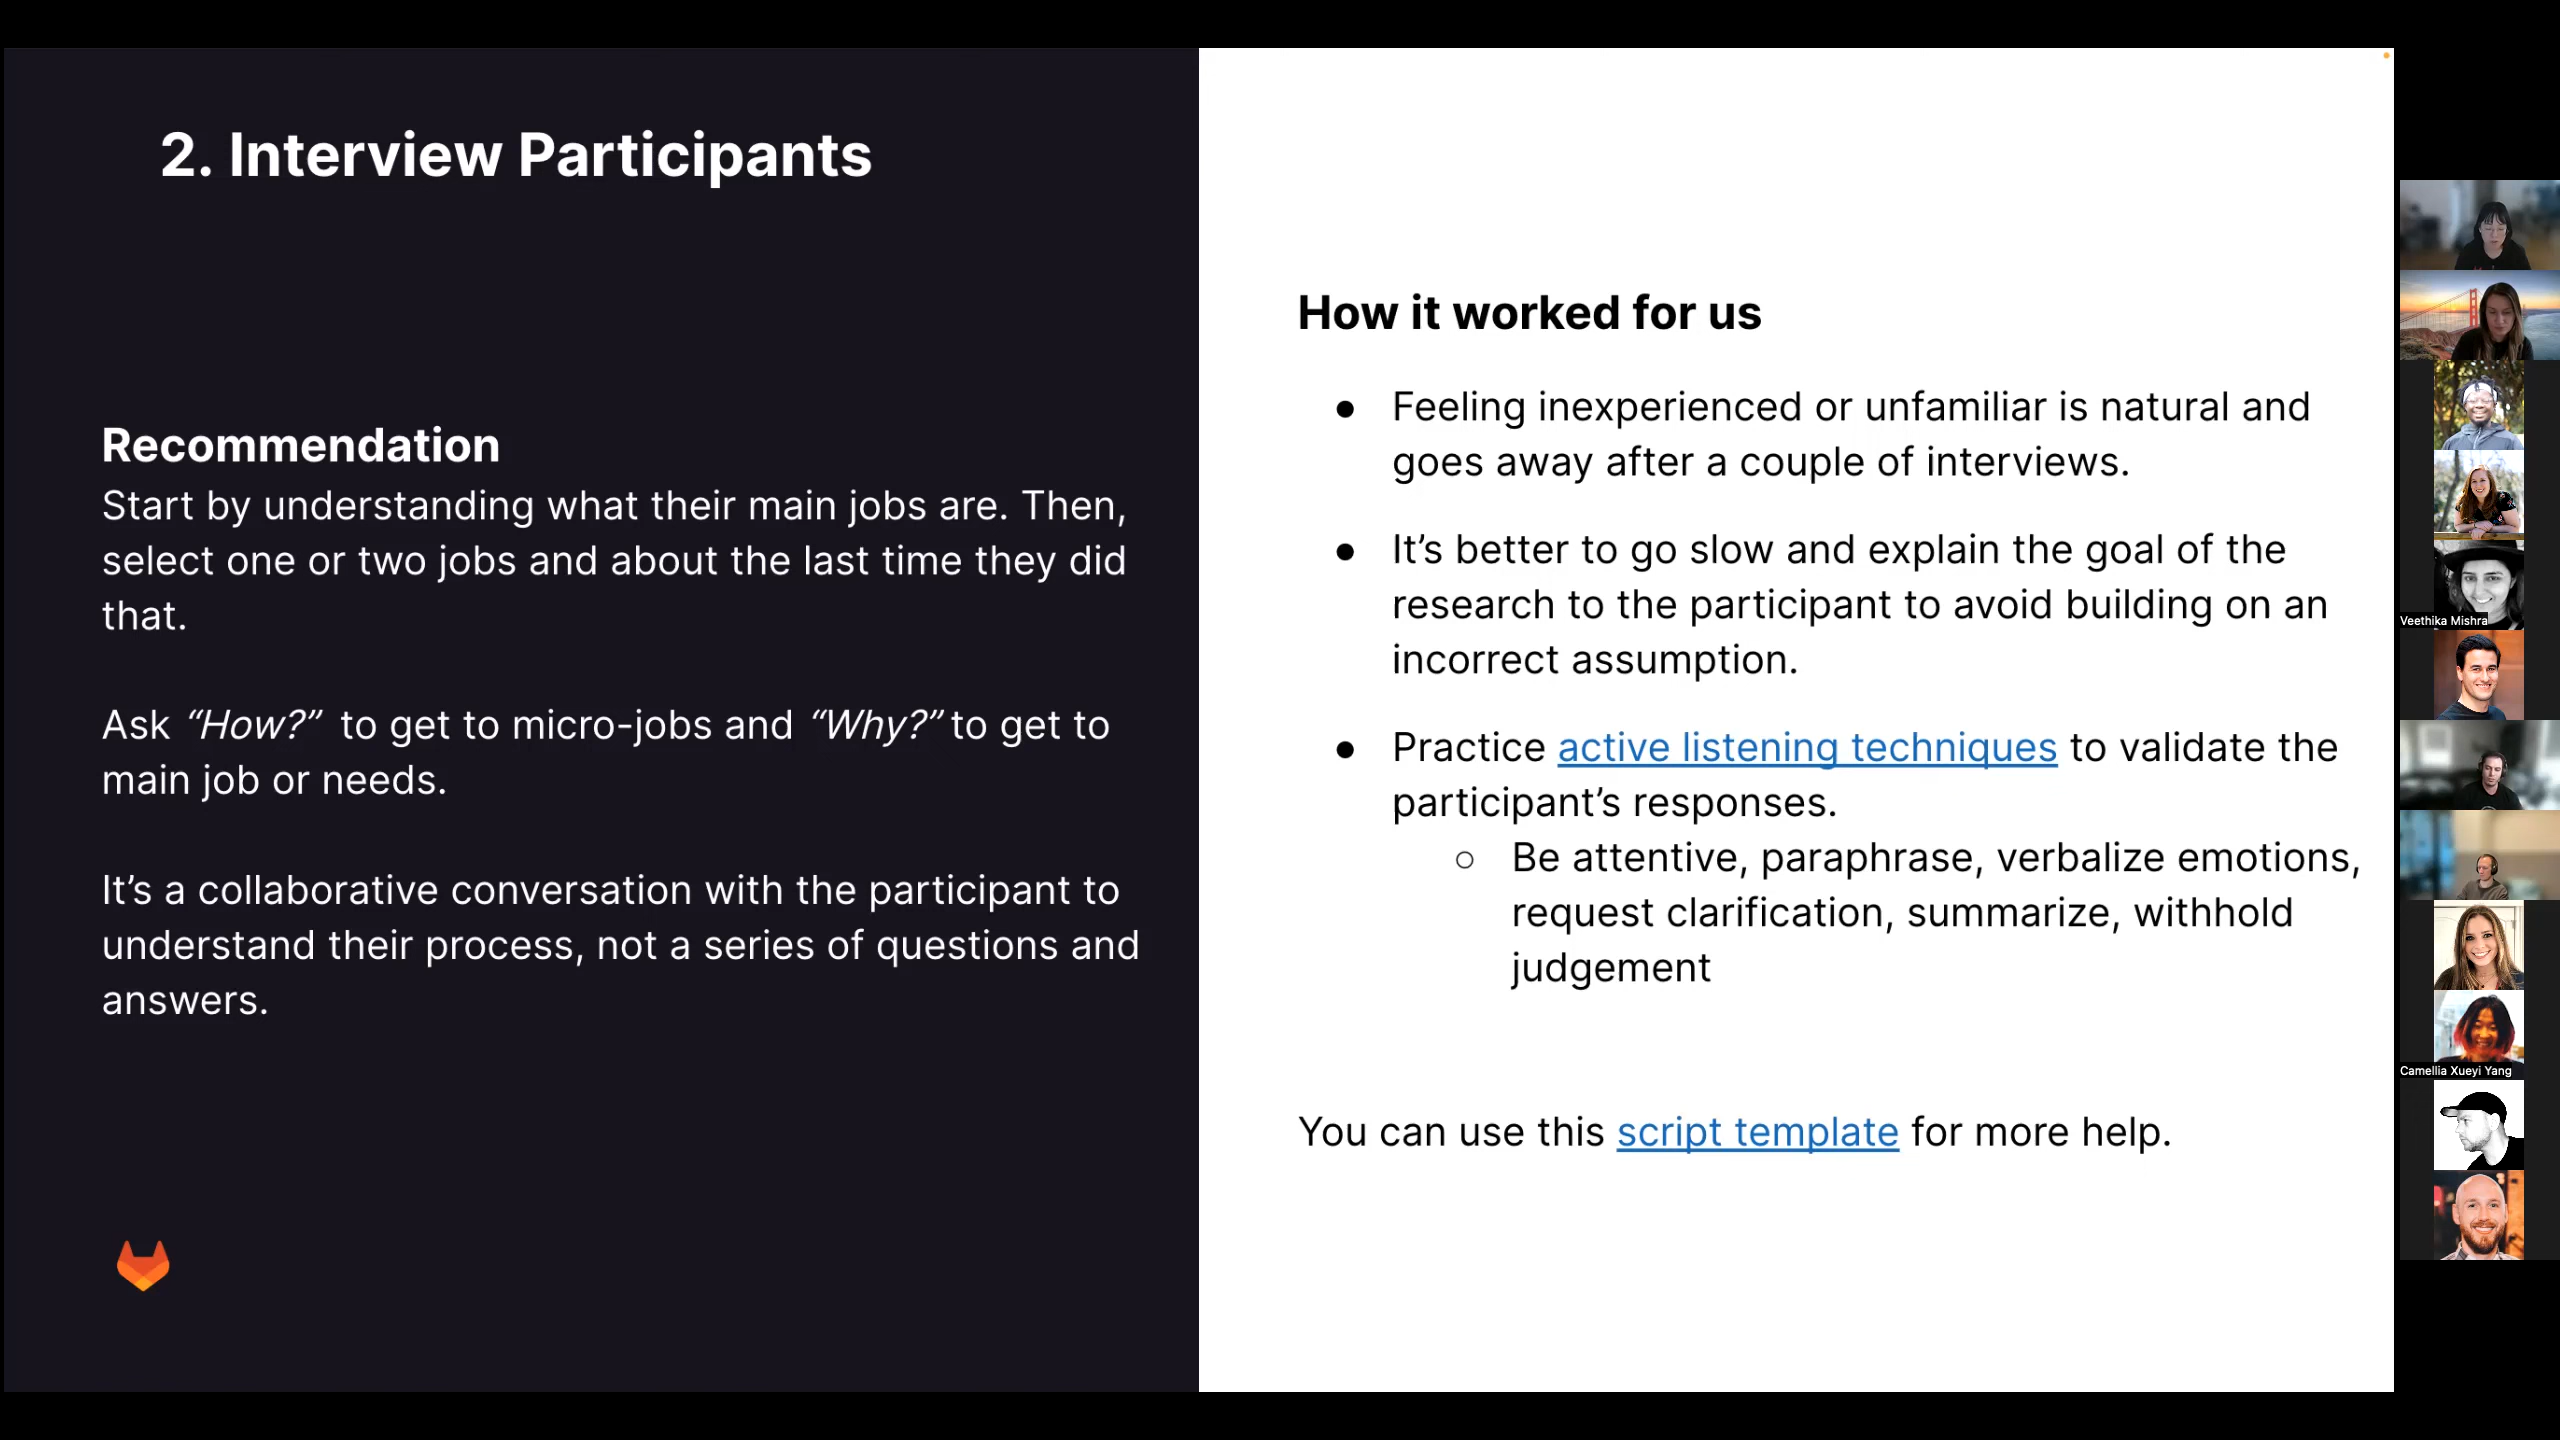 2. Interview Participants
Recommendation
Start by understanding what their main jobs are. Then,
select one or two jobs and about the last time they did
that.
Ask “How?” to get to micro-jobs and “Why?” to get to
main job or needs.
It’s a collaborative conversation with the participant to
understand their process, not a series of questions and
answers.
How it worked for us
● Feeling inexperienced or unfamiliar is natural and
goes away after a couple of interviews.
● It’s better to go slow and explain the goal of the
research to the participant to avoid building on an
incorrect assumption.
● Practice active listening techniques to validate the
participant’s responses.
○ Be attentive, paraphrase, verbalize emotions,
request clarification, summarize, withhold
judgement
You can use this script template for more help.
Veethika Mishra
Camellia Xueyi Yang